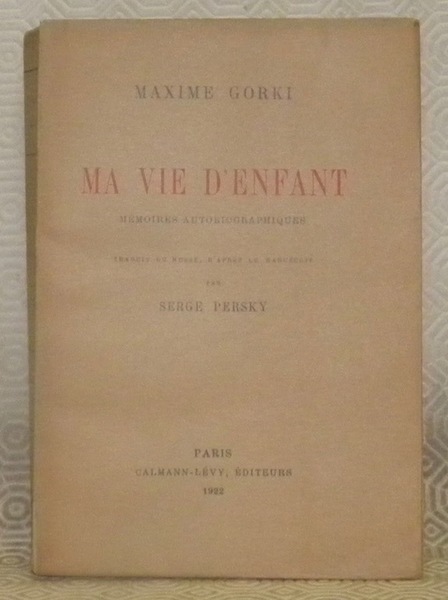 MAXIME GORKI
MA VIE D'ENFANT
MÉMOIRES AUTOBIOGRAPHIQUES
TRADUIT DU RUSSE, D'APRÈS LE MANUSCRIT
PAR
SERGE PERSKY
PARIS
CALMANN-LÉVY, ÉDITEURS
1922